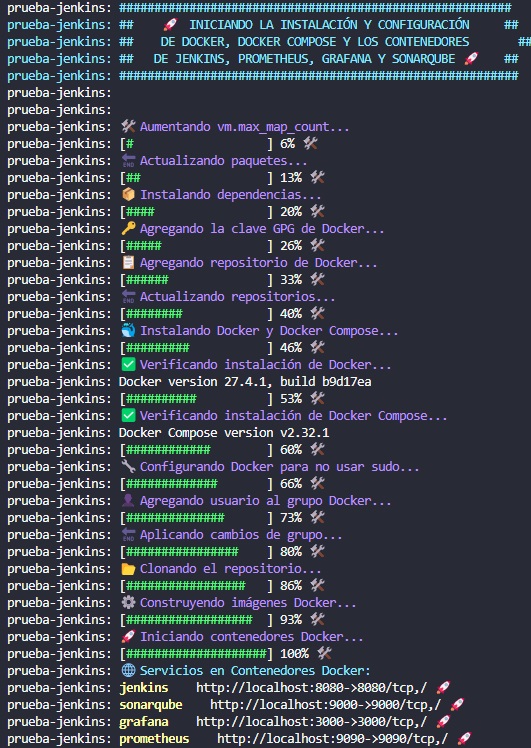 prueba-jenkins: ########################################################
prueba-jenkins: ##    🚀 INICIANDO LA INSTALACIÓN Y CONFIGURACIÓN     ##
prueba-jenkins: ##    DE DOCKER, DOCKER COMPOSE Y LOS CONTENEDORES       ##
prueba-jenkins: ##   DE JENKINS, PROMETHEUS, GRAFANA Y SONARQUBE 🚀    ##
prueba-jenkins: #########################################################
prueba-jenkins:
prueba-jenkins:
prueba-jenkins: 🛠️ Aumentando vm.max_map_count...
prueba-jenkins: [#                   ] 6% 🛠️
prueba-jenkins: 🔚 Actualizando paquetes...
prueba-jenkins: [##                  ] 13% 🛠️
prueba-jenkins: 📦 Instalando dependencias...
prueba-jenkins: [####                ] 20% 🛠️
prueba-jenkins: 🔑 Agregando la clave GPG de Docker...
prueba-jenkins: [#####               ] 26% 🛠️
prueba-jenkins: 📋 Agregando repositorio de Docker...
prueba-jenkins: [######              ] 33% 🛠️
prueba-jenkins: 🔚 Actualizando repositorios...
prueba-jenkins: [########            ] 40% 🛠️
prueba-jenkins: 🐳 Instalando Docker y Docker Compose...
prueba-jenkins: [#########           ] 46% 🛠️
prueba-jenkins: ✅ Verificando instalación de Docker...
prueba-jenkins: Docker version 27.4.1, build b9d17ea
prueba-jenkins: [##########          ] 53% 🛠️
prueba-jenkins: ✅ Verificando instalación de Docker Compose...
prueba-jenkins: Docker Compose version v2.32.1
prueba-jenkins: [############        ] 60% 🛠️
prueba-jenkins: 🔧 Configurando Docker para no usar sudo...
prueba-jenkins: [#############       ] 66% 🛠️
prueba-jenkins: 👤 Agregando usuario al grupo Docker...
prueba-jenkins: [##############      ] 73% 🛠️
prueba-jenkins: 🔚 Aplicando cambios de grupo...
prueba-jenkins: [################    ] 80% 🛠️
prueba-jenkins: 📂 Clonando el repositorio...
prueba-jenkins: [#################   ] 86% 🛠️
prueba-jenkins: ⚙️ Construyendo imágenes Docker...
prueba-jenkins: [##################  ] 93% 🛠️
prueba-jenkins: 🚀 Iniciando contenedores Docker...
prueba-jenkins: [####################] 100% 🛠️
prueba-jenkins: 🌐 Servicios en Contenedores Docker:
prueba-jenkins: jenkins    http://localhost:8080->8080/tcp,/ 🚀
prueba-jenkins: sonarqube    http://localhost:9000->9000/tcp,/ 🚀
prueba-jenkins: grafana    http://localhost:3000->3000/tcp,/ 🚀
prueba-jenkins: prometheus    http://localhost:9090->9090/tcp,/ 🚀